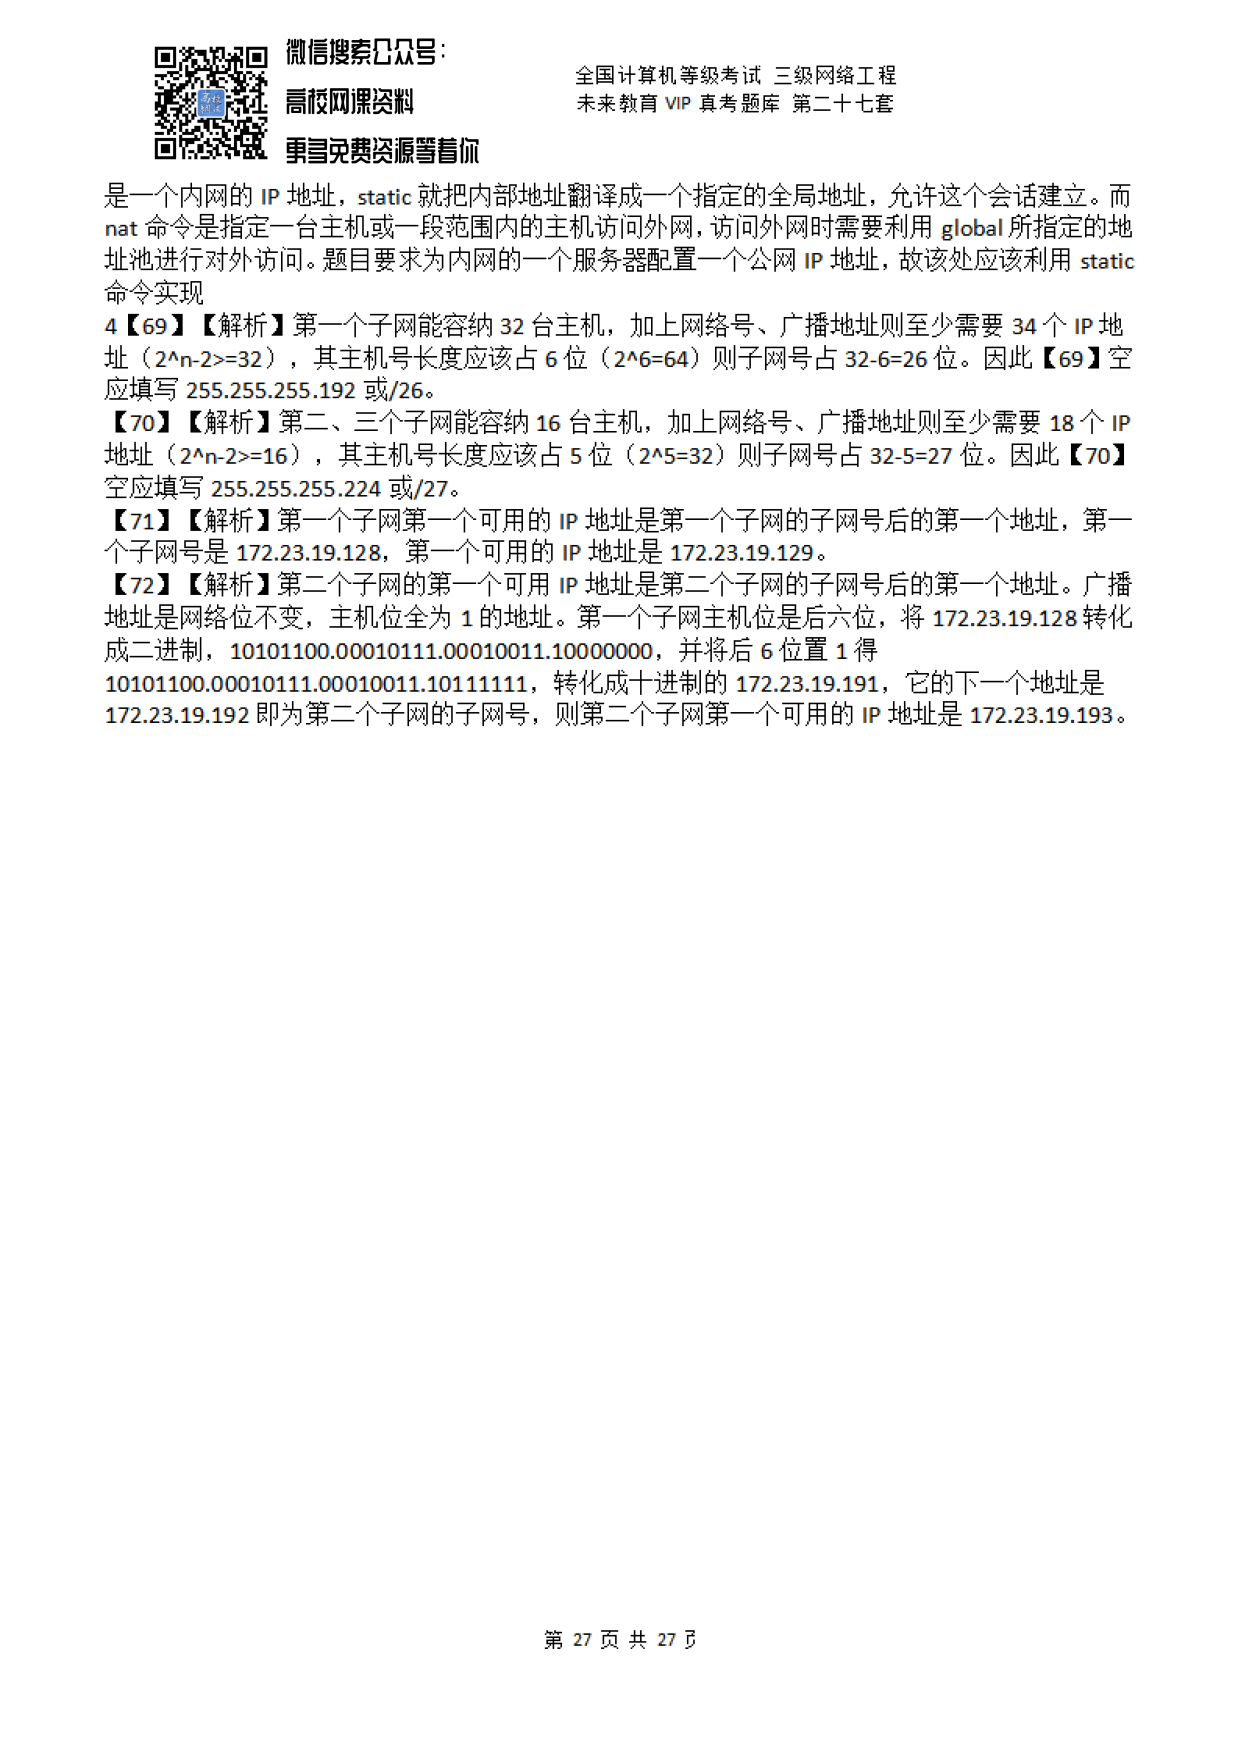 微信搜索公众号：
高校网课资料
更多免费资源等着你
全国计算机等级考试 三级网络工程
未来教育 VIP 真考题库 第二十七套
是一个内网的 IP 地址，static 就把内部地址翻译成一个指定的全局地址，允许这个会话建立。而
nat 命令是指定一台主机或一段范围内的主机访问外网，访问外网时需要利用 global 所指定的地
址池进行对外访问。题目要求为内网的一个服务器配置一个公网 IP 地址，故该处应该利用 static
命令实现
4【69】【解析】第一个子网能容纳 32 台主机，加上网络号、广播地址则至少需要 34 个 IP 地
址（2^n-2>=32），其主机号长度应该占 6 位（2^6=64）则子网号占 32-6=26 位。因此【69】空
应填写 255.255.255.192 或/26。
【70】【解析】第二、三个子网能容纳 16 台主机，加上网络号、广播地址则至少需要 18 个 IP
地址（2^n-2>=16），其主机号长度应该占 5 位（2^5=32）则子网号占 32-5=27 位。因此【70】
空应填写 255.255.255.224 或/27。
【71】【解析】第一个子网第一个可用的 IP 地址是第一个子网的子网号后的第一个地址，第一
个子网号是 172.23.19.128，第一个可用的 IP 地址是 172.23.19.129。
【72】【解析】第二个子网的第一个可用 IP 地址是第二个子网的子网号后的第一个地址。广播
地址是网络位不变，主机位全为 1 的地址。第一个子网主机位是后六位，将 172.23.19.128 转化
成二进制，10101100.00010111.00010011.10000000，并将后 6 位置 1 得
10101100.00010111.00010011.10111111，转化成十进制的 172.23.19.191，它的下一个地址是
172.23.19.192 即为第二个子网的子网号，则第二个子网第一个可用的 IP 地址是 172.23.19.193。
第 27 页 共 27 页